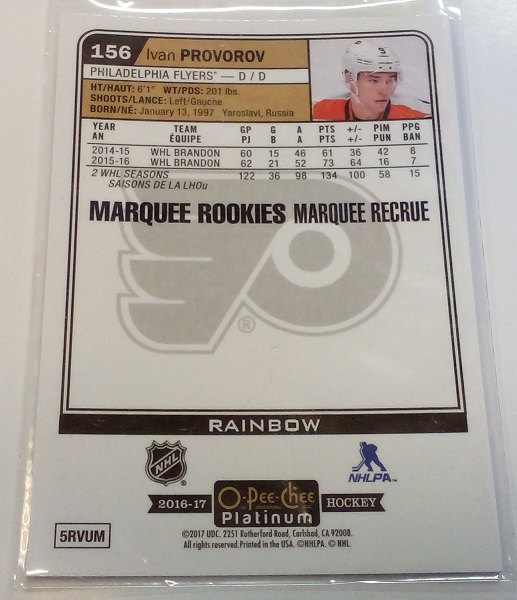 156 Ivan PROVOROV
PHILADELPHIA FLYERS® — D / D
HT/HAUT: 6'1" WT/PDS: 201 lbs.
SHOOTS/LANCE: Left/Gauche
BORN/NÉ: January 13, 1997 Yaroslavl, Russia
YEAR TEAM GP G A PTS +/- PIM PPG
AN ÉQUIPE PJ B A PTS +/- PUN BAN
2014-15 WHL BRANDON 60 15 46 61 36 42 8
2015-16 WHL BRANDON 62 21 52 73 64 16 7
2 WHL SEASONS 122 36 98 134 100 58 15
SAISONS DE LA LHOu
MARQUEE ROOKIES MARQUEE RECRUE
®
RAINBOW
NHL
NHLPA™
2016-17 O-Pee-Chee HOCKEY
Platinum
5RVUM
©2017 UDC. 2251 Rutherford Road, Carlsbad, CA 92008.
All rights reserved. Printed in the USA. ©NHLPA. © NHL.